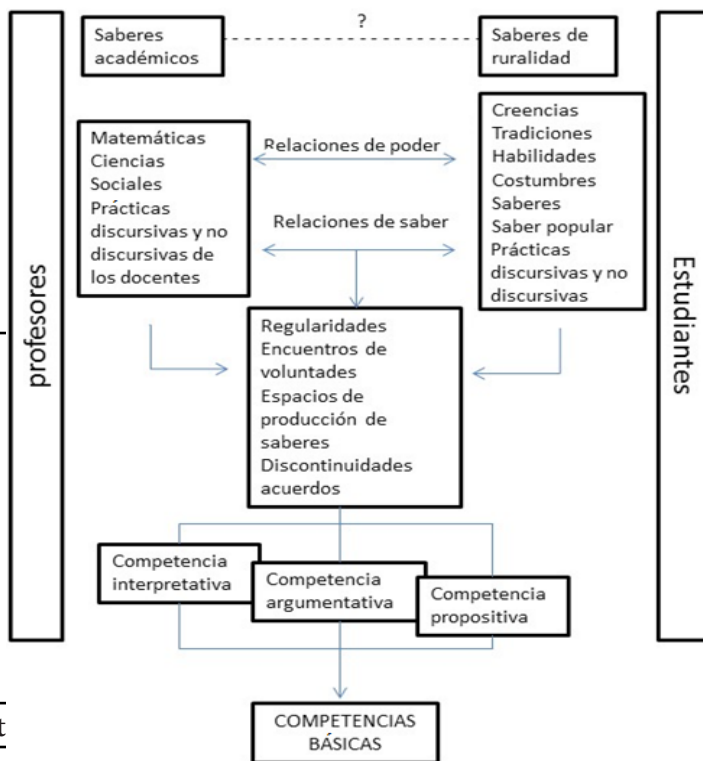 ?
Saberes
académicos
Saberes de
ruralidad
profesores
Matemáticas
Ciencias
Sociales
Prácticas
discursivas y no
discursivas de
los docentes
Relaciones de poder
Relaciones de saber
Creencias
Tradiciones
Habilidades
Costumbres
Saberes
Saber popular
Prácticas
discursivas y no
discursivas
Estudiantes
Regularidades
Encuentros de
voluntades
Espacios de
producción de
saberes
Discontinuidades
acuerdos
Competencia
interpretativa
Competencia
argumentativa
Competencia
propositiva
COMPETENCIAS
BÁSICAS